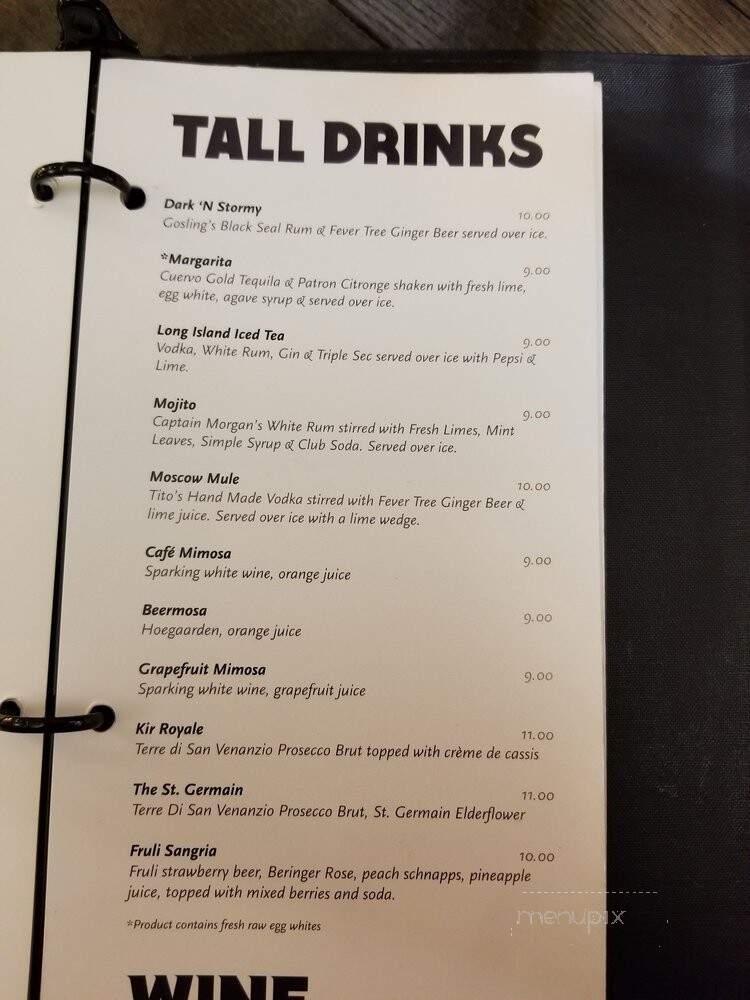 TALL DRINKS
Dark ‘N Stormy 10.00
Gosling's Black Seal Rum & Fever Tree Ginger Beer served over ice.
*Margarita 9.00
Cuervo Gold Tequila & Patron Citronge shaken with fresh lime,
egg white, agave syrup & served over ice.
Long Island Iced Tea 9.00
Vodka, White Rum, Gin & Triple Sec served over ice with Pepsi &
Lime.
Mojito 9.00
Captain Morgan's White Rum stirred with Fresh Limes, Mint
Leaves, Simple Syrup & Club Soda. Served over ice.
Moscow Mule 10.00
Tito's Hand Made Vodka stirred with Fever Tree Ginger Beer &
lime juice. Served over ice with a lime wedge.
Café Mimosa 9.00
Sparking white wine, orange juice
Beermosa 9.00
Hoegaarden, orange juice
Grapefruit Mimosa 9.00
Sparking white wine, grapefruit juice
Kir Royale 11.00
Terre di San Venanzio Prosecco Brut topped with crème de cassis
The St. Germain 11.00
Terre Di San Venanzio Prosecco Brut, St. Germain Elderflower
Fruli Sangria 10.00
Fruli strawberry beer, Beringer Rose, peach schnapps, pineapple
juice, topped with mixed berries and soda.
*Product contains fresh raw egg whites
menupix
WINE